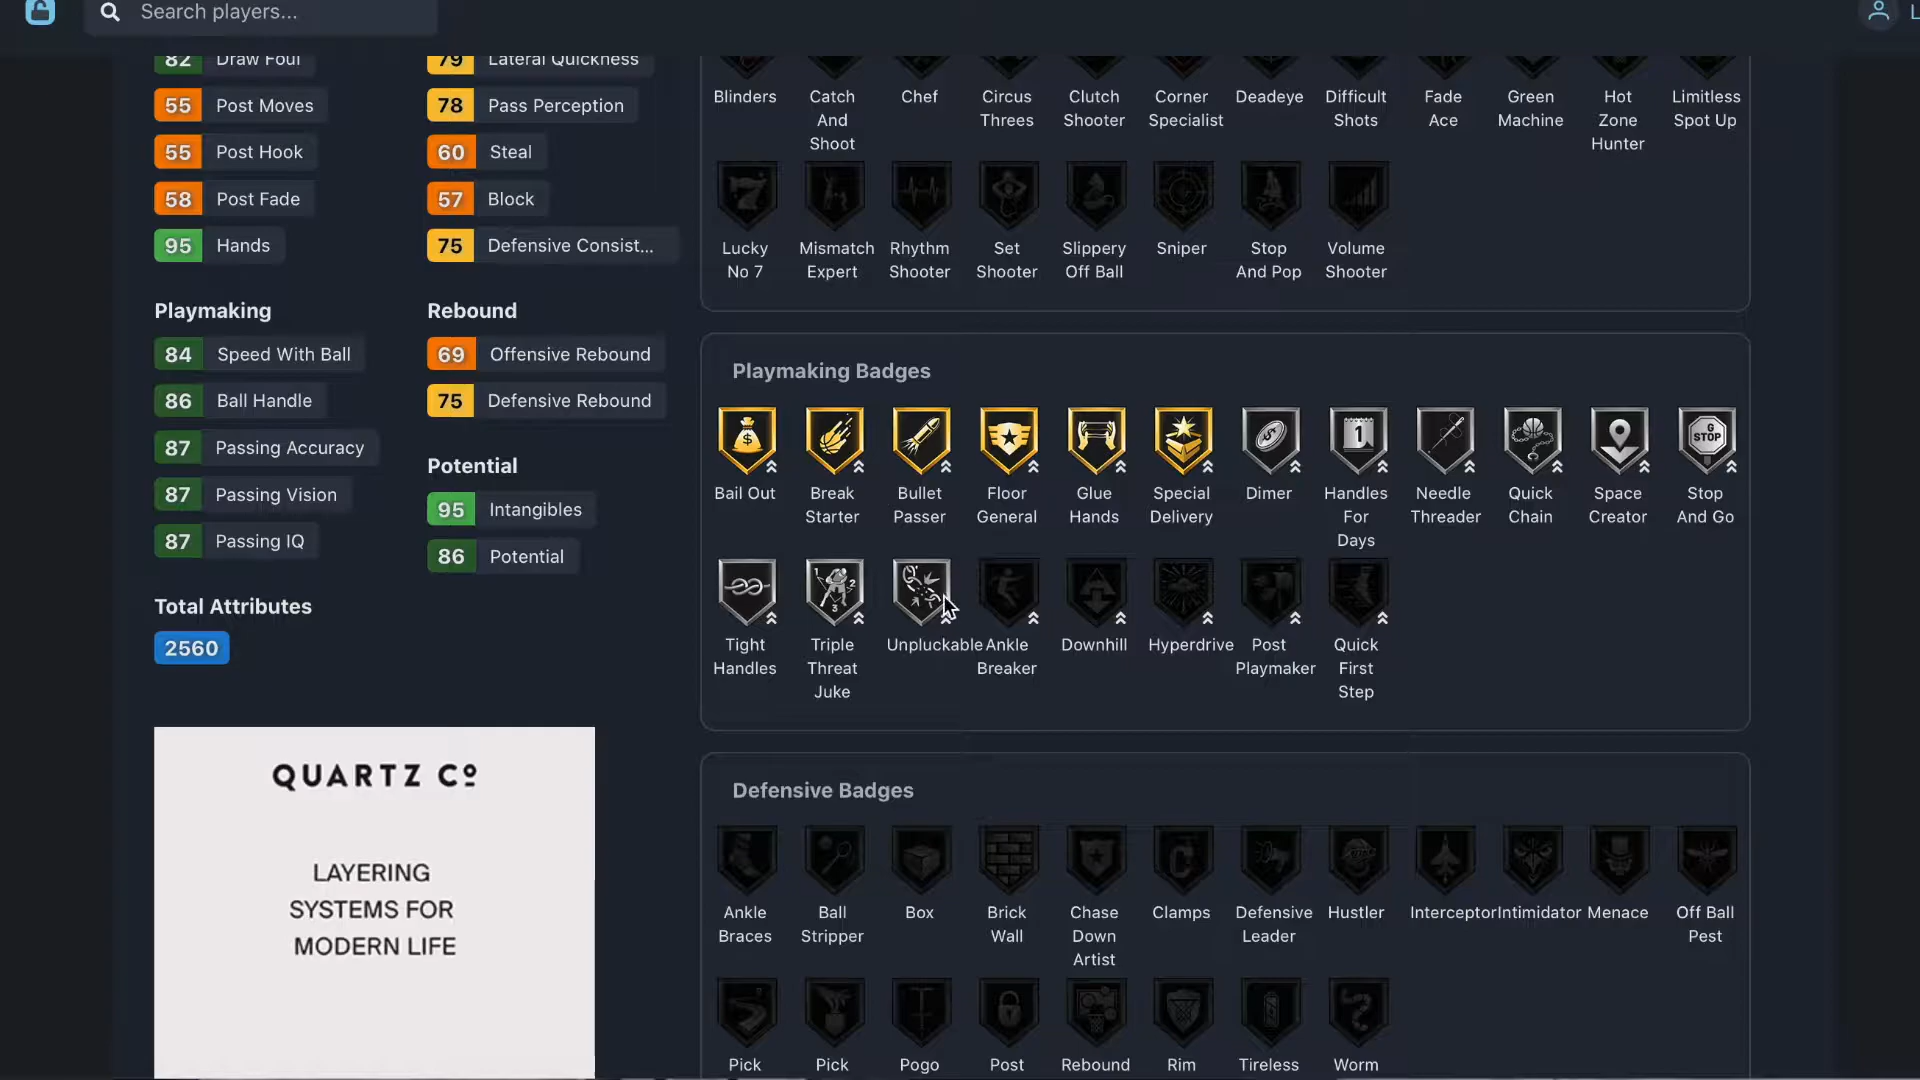 Search players...
L
82 Draw Foul
55 Post Moves
55 Post Hook
58 Post Fade
95 Hands
79 Lateral Quickness
78 Pass Perception
60 Steal
57 Block
75 Defensive Consist...
Playmaking
84 Speed With Ball
86 Ball Handle
87 Passing Accuracy
87 Passing Vision
87 Passing IQ
Rebound
69 Offensive Rebound
75 Defensive Rebound
Potential
95 Intangibles
86 Potential
Total Attributes
2560
QUARTZ Cº
LAYERING
SYSTEMS FOR
MODERN LIFE
Blinders
Catch
And
Shoot
Chef
Circus
Threes
Clutch
Shooter
Corner
Specialist
Deadeye
Difficult
Shots
Fade
Ace
Green
Machine
Hot
Zone
Hunter
Limitless
Spot Up
Lucky
No 7
Mismatch
Expert
Rhythm
Shooter
Set
Shooter
Slippery
Off Ball
Sniper
Stop
And Pop
Volume
Shooter
Playmaking Badges
Bail Out
Break
Starter
Bullet
Passer
Floor
General
Glue
Hands
Special
Delivery
Dimer
1
Handles
For
Days
Needle
Threader
Quick
Chain
Space
Creator
G
STOP
Stop
And Go
Tight
Handles
1
2
3
Triple
Threat
Juke
Unpluckable
Ankle
Breaker
Downhill
Hyperdrive
Post
Playmaker
Quick
First
Step
Defensive Badges
Ankle
Braces
Ball
Stripper
Box
Brick
Wall
Chase
Down
Artist
Clamps
Defensive
Leader
Hustler
Interceptor
Intimidator
Menace
Off Ball
Pest
Pick
Pick
Pogo
Post
Rebound
Rim
Tireless
Worm